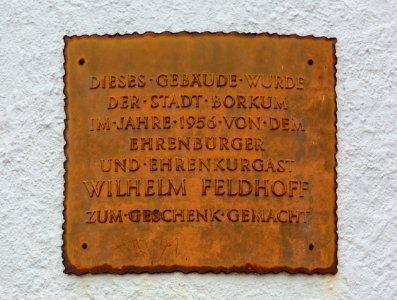 DIESES·GEBÄUDE·WURDE
DER·STADT·BORKUM
IM·JAHRE·1956·VON·DEM
EHRENBÜRGER
UND·EHRENKURGAST
WILHELM FELDHOFF
ZUM·GESCHENK·GEMACHT